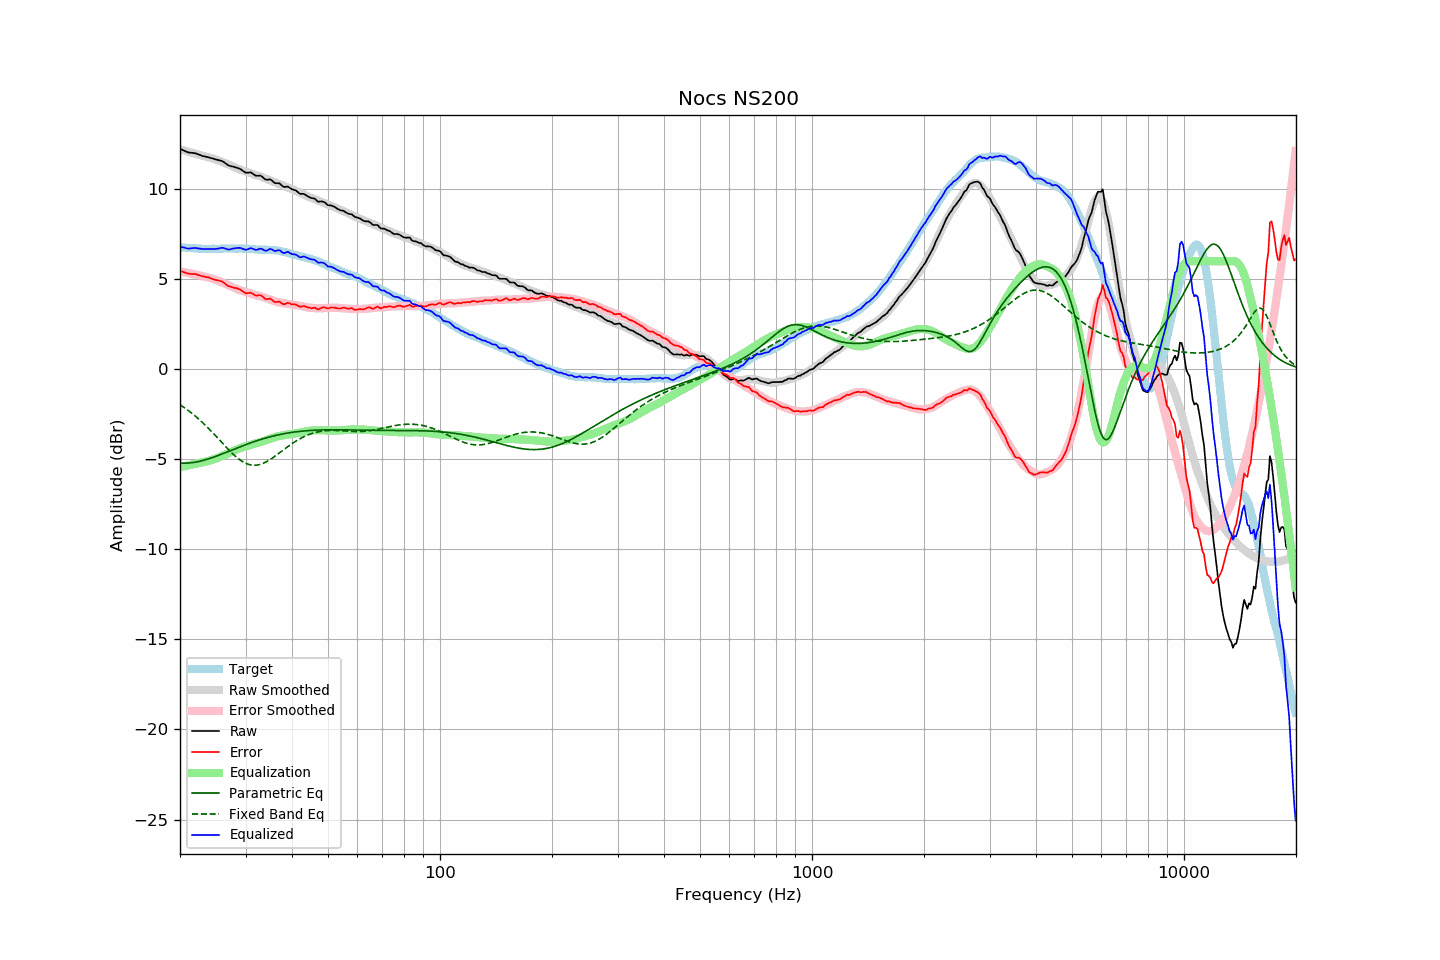 Nocs NS200
10
5
0
−5
−10
−15
−20
−25
Amplitude (dBr)
Target
Raw Smoothed
Error Smoothed
Raw
Error
Equalization
Parametric Eq
Fixed Band Eq
Equalized
100
1000
10000
Frequency (Hz)